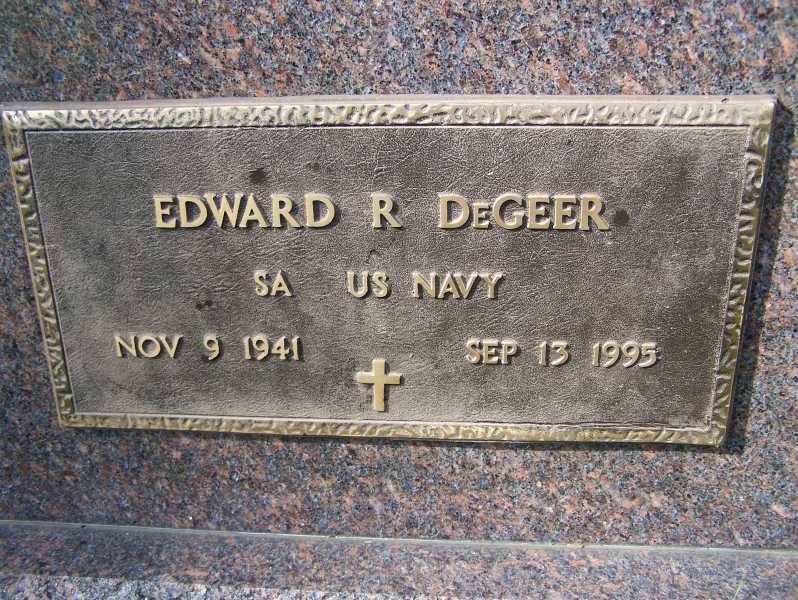 EDWARD R DeGEER
SA US NAVY
NOV 9 1941 SEP 13 1995